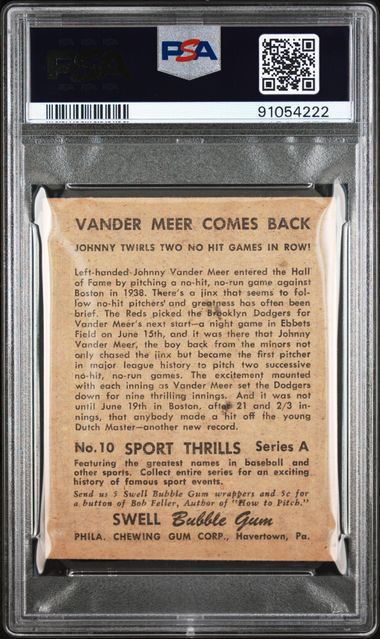 PSA
PSA
91054222
VANDER MEER COMES BACK
JOHNNY TWIRLS TWO NO HIT GAMES IN ROW!
Left-handed Johnny Vander Meer entered the Hall
of Fame by pitching a no-hit, no-run game against
Boston in 1938. There's a jinx that seems to fol-
low no-hit pitchers' and greatness has often been
brief. The Reds picked the Brooklyn Dodgers for
Vander Meer's next start—a night game in Ebbets
Field on June 15th, and it was there that Johnny
Vander Meer, the boy back from the minors not
only chased the jinx but became the first pitcher
in major league history to pitch two successive
no-hit, no-run games. The excitement mounted
with each inning as Vander Meer set the Dodgers
down for nine thrilling innings. And it was not
until June 19th in Boston, after 21 and 2/3 in-
nings, that anybody made a hit off the young
Dutch Master—another new record.
No. 10 SPORT THRILLS Series A
Featuring the greatest names in baseball and
other sports. Collect entire series for an exciting
history of famous sport events.
Send us 5 Swell Bubble Gum wrappers and 5c for
a button of Bob Feller, Author of "How to Pitch."
SWELL Bubble Gum
PHILA. CHEWING GUM CORP., Havertown, Pa.